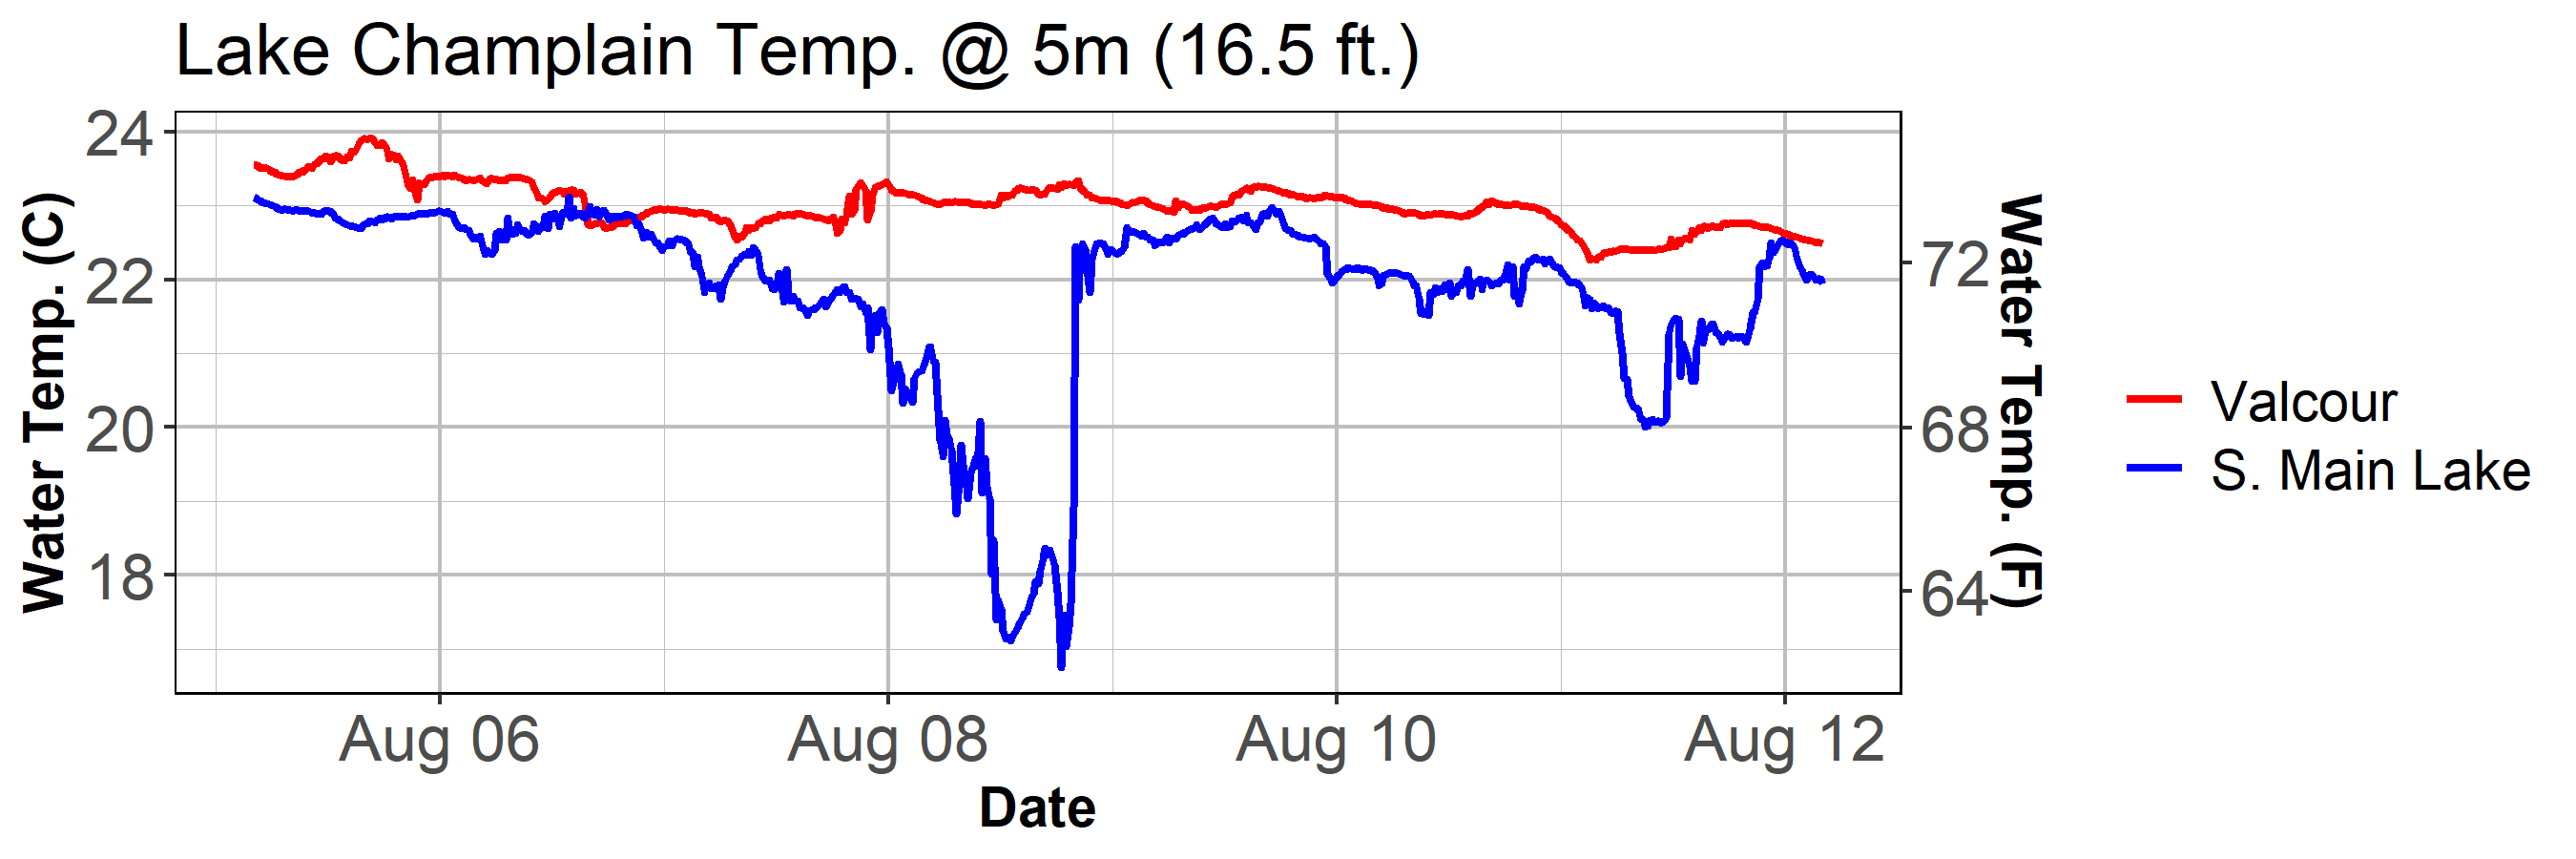 Lake Champlain Temp. @ 5m (16.5 ft.)
Water Temp. (C)
24
22
20
18
72
68
64
Water Temp. (F)
Aug 06
Aug 08
Aug 10
Aug 12
Date
Valcour
S. Main Lake